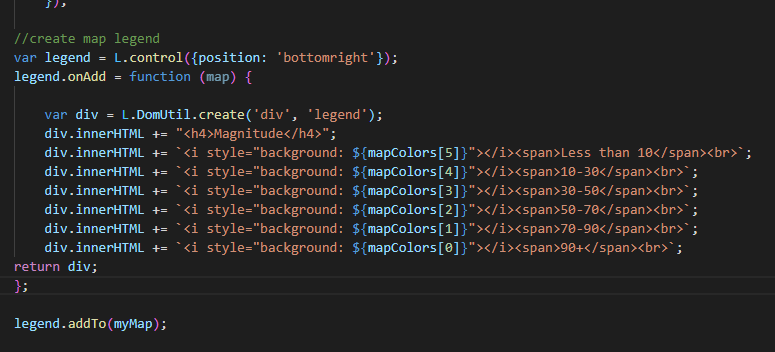 });
//create map legend
var legend = L.control({position: 'bottomright'});
legend.onAdd = function (map) {
var div = L.DomUtil.create('div', 'legend');
div.innerHTML += "<h4>Magnitude</h4>";
div.innerHTML += `<i style="background: ${mapColors[5]}"></i><span>Less than 10</span><br>`;
div.innerHTML += `<i style="background: ${mapColors[4]}"></i><span>10-30</span><br>`;
div.innerHTML += `<i style="background: ${mapColors[3]}"></i><span>30-50</span><br>`;
div.innerHTML += `<i style="background: ${mapColors[2]}"></i><span>50-70</span><br>`;
div.innerHTML += `<i style="background: ${mapColors[1]}"></i><span>70-90</span><br>`;
div.innerHTML += `<i style="background: ${mapColors[0]}"></i><span>90+</span><br>`;
return div;
};
legend.addTo(myMap);